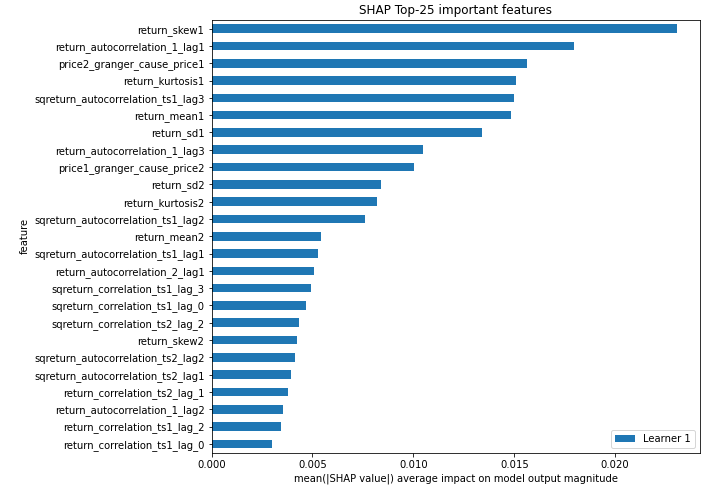 SHAP Top-25 important features
return_skew1
return_autocorrelation_1_lag1
price2_granger_cause_price1
return_kurtosis1
sqreturn_autocorrelation_ts1_lag3
return_mean1
return_sd1
return_autocorrelation_1_lag3
price1_granger_cause_price2
return_sd2
return_kurtosis2
sqreturn_autocorrelation_ts1_lag2
return_mean2
sqreturn_autocorrelation_ts1_lag1
return_autocorrelation_2_lag1
sqreturn_correlation_ts1_lag_3
sqreturn_correlation_ts1_lag_0
sqreturn_correlation_ts2_lag_2
return_skew2
sqreturn_autocorrelation_ts2_lag2
sqreturn_autocorrelation_ts2_lag1
return_correlation_ts2_lag_1
return_autocorrelation_1_lag2
return_correlation_ts1_lag_2
return_correlation_ts1_lag_0
feature
Learner 1
0.000 0.005 0.010 0.015 0.020
mean(|SHAP value|) average impact on model output magnitude